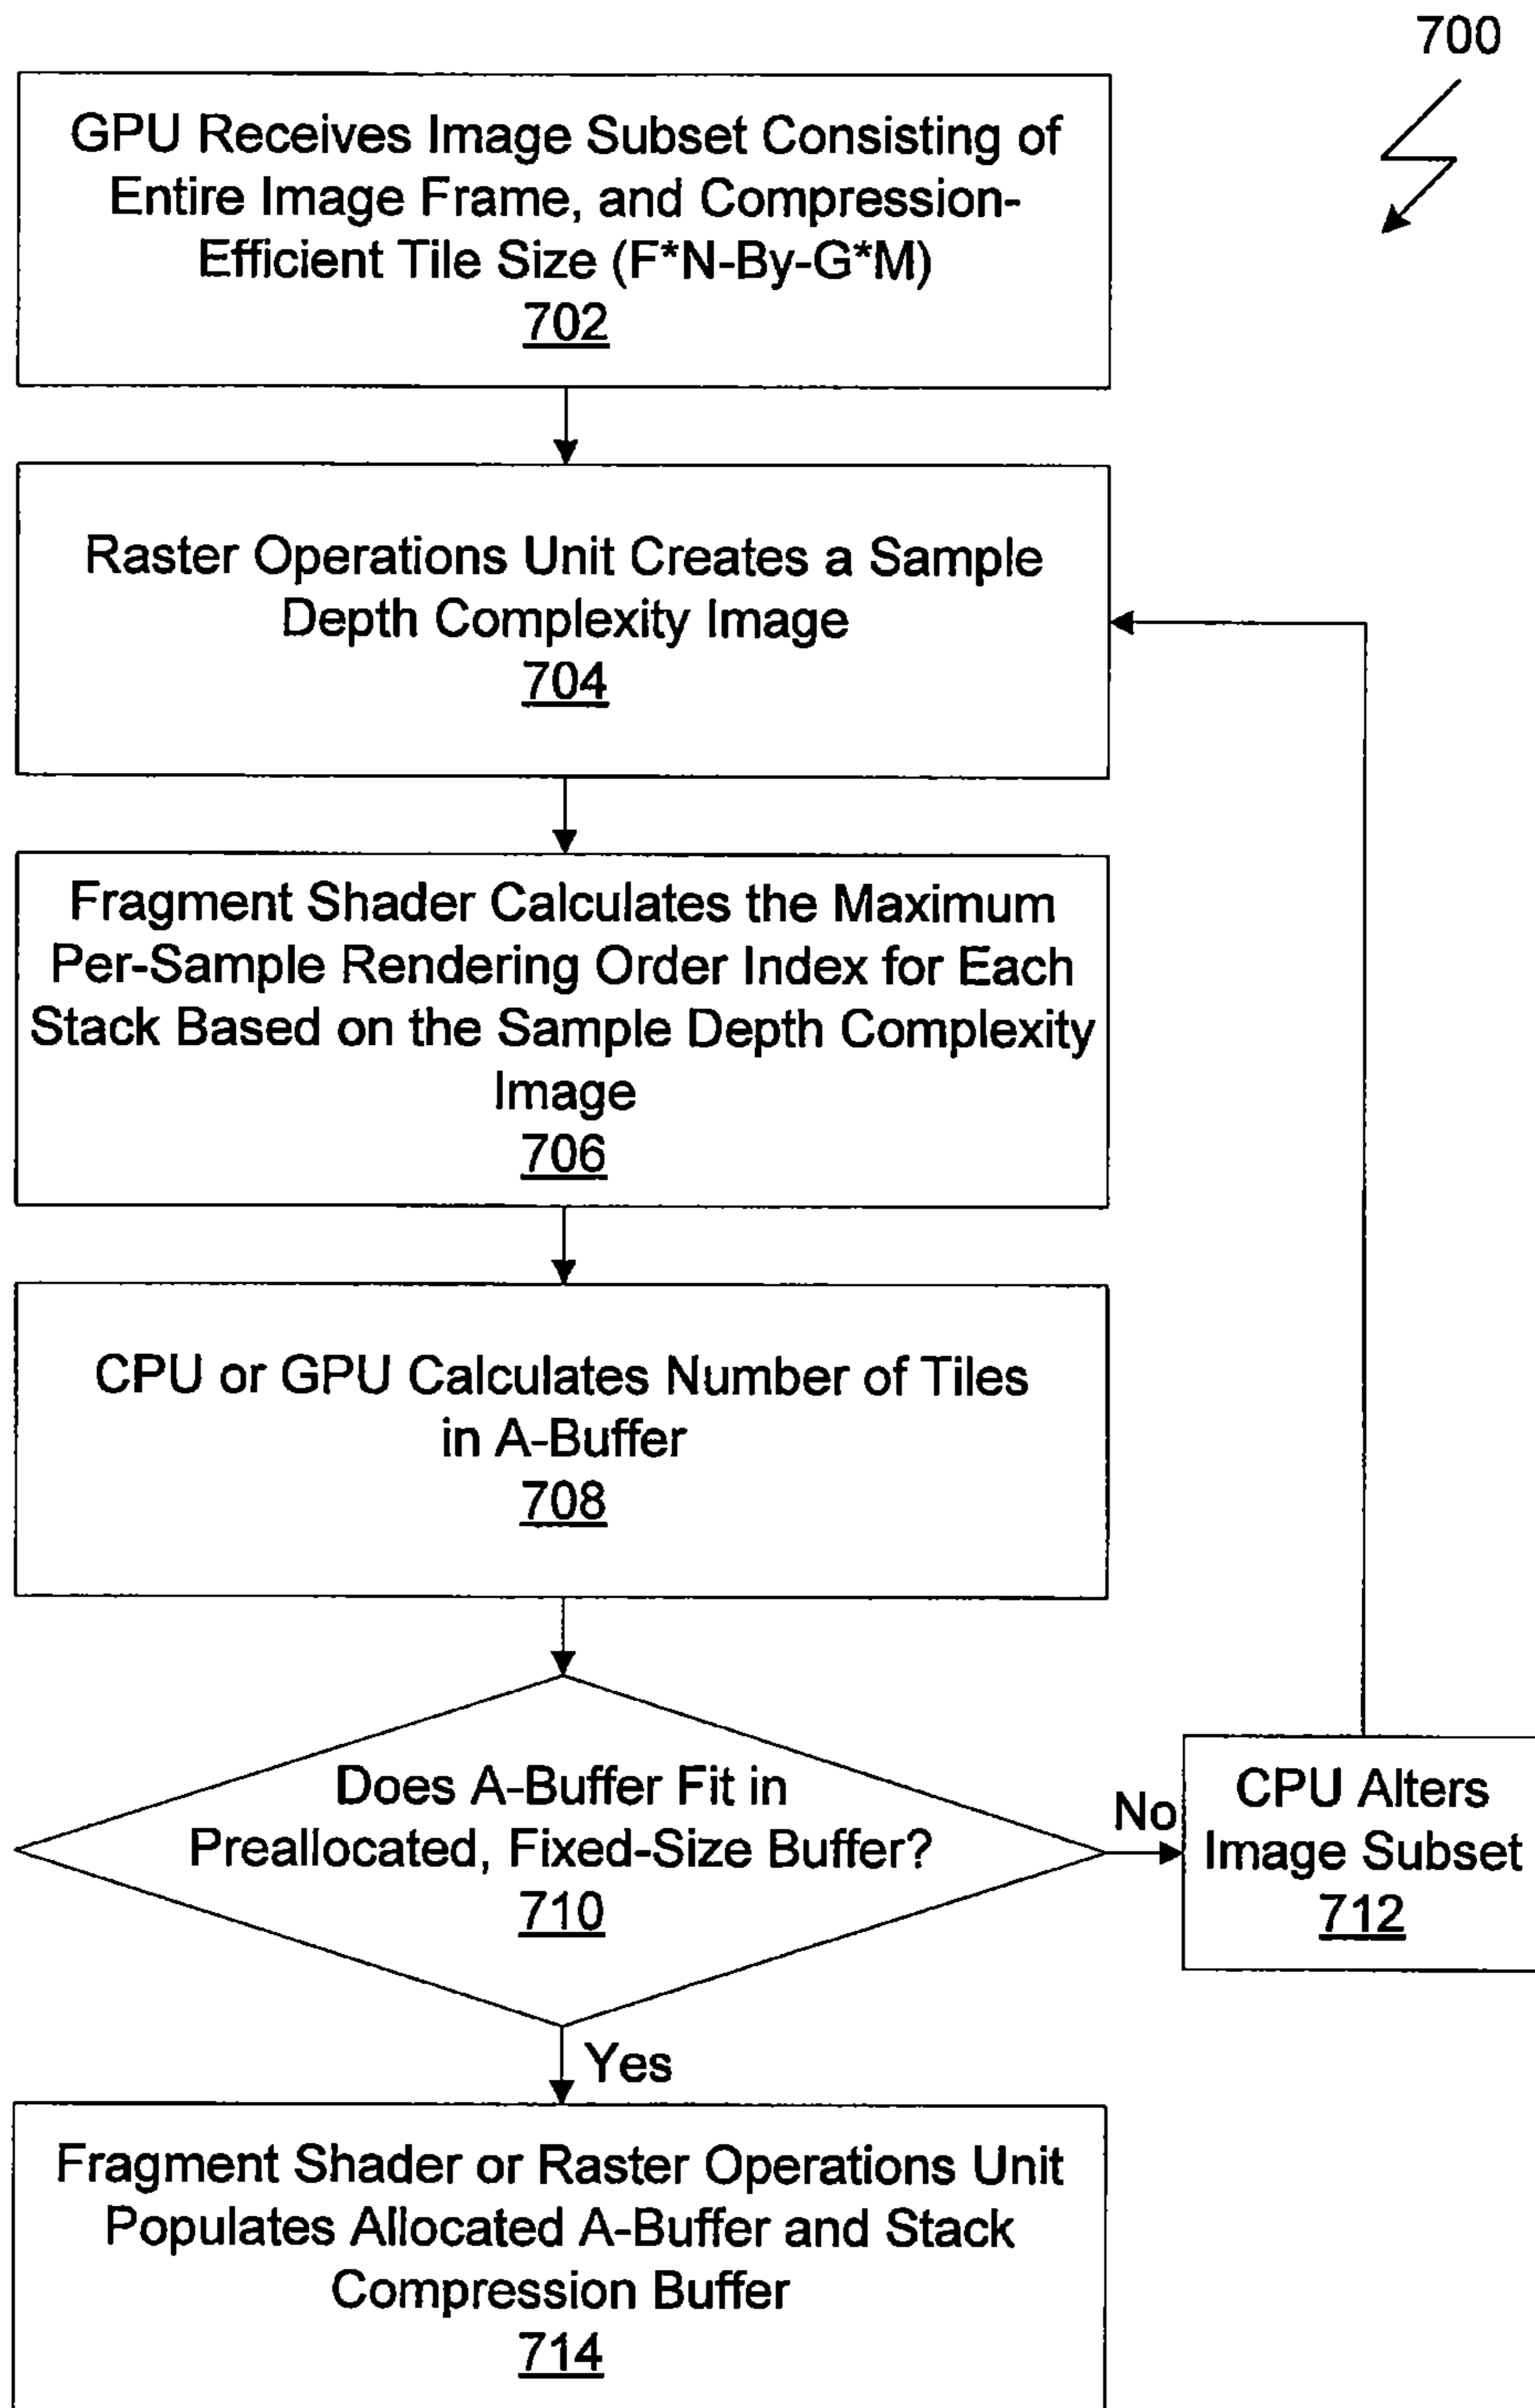 700
GPU Receives Image Subset Consisting of
Entire Image Frame, and Compression-
Efficient Tile Size (F*N-By-G*M)
702
Raster Operations Unit Creates a Sample
Depth Complexity Image
704
Fragment Shader Calculates the Maximum
Per-Sample Rendering Order Index for Each
Stack Based on the Sample Depth Complexity
Image
706
CPU or GPU Calculates Number of Tiles
in A-Buffer
708
Does A-Buffer Fit in
Preallocated, Fixed-Size Buffer?
710
No
CPU Alters
Image Subset
712
Yes
Fragment Shader or Raster Operations Unit
Populates Allocated A-Buffer and Stack
Compression Buffer
714